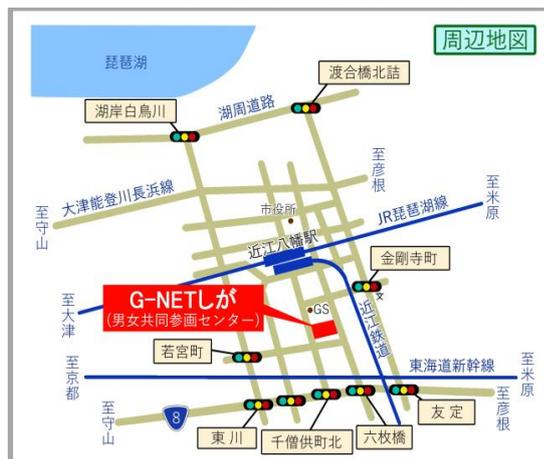 周辺地図
琵琶湖
渡合橋北詰
湖岸白鳥川
湖周道路
至彦根
大津能登川長浜線
至守山
市役所
至米原
JR琵琶湖線
近江八幡駅
金剛寺町
文
至大津
G-NETしが
(男女共同参画センター)
GS
近江鉄道
若宮町
東海道新幹線
至京都
至米原
至守山
8
東川
千僧供町北
六枚橋
友定
至彦根